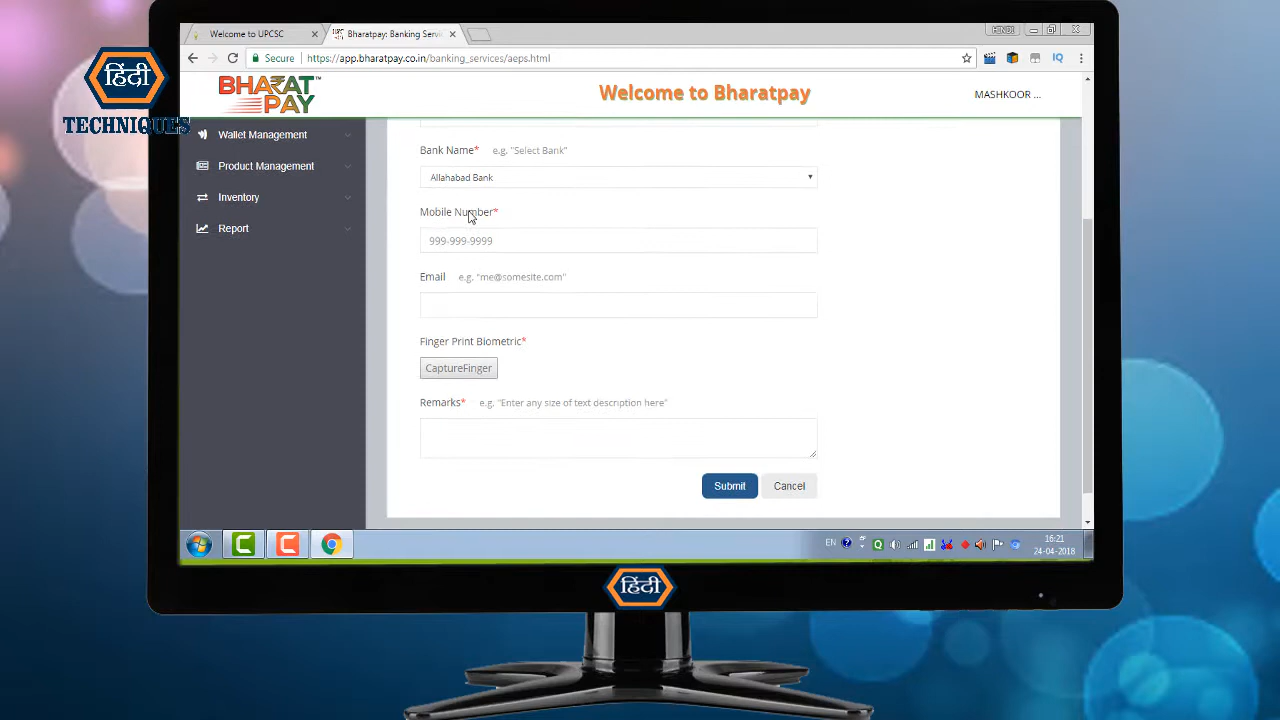 Welcome to UPCSC
Bharatpay: Banking Servi
Secure https://app.bharatpay.co.in/banking_services/aeps.html
हिंदी
TECHNIQUES
BHARAT PAY
Welcome to Bharatpay
MASHKOOR ...
Wallet Management
Product Management
Inventory
Report
Bank Name* e.g. "Select Bank"
Allahabad Bank
Mobile Number*
999-999-9999
Email e.g. "me@somesite.com"
Finger Print Biometric*
CaptureFinger
Remarks* e.g. "Enter any size of text description here"
Submit Cancel
EN
16:21
24-04-2018
हिंदी